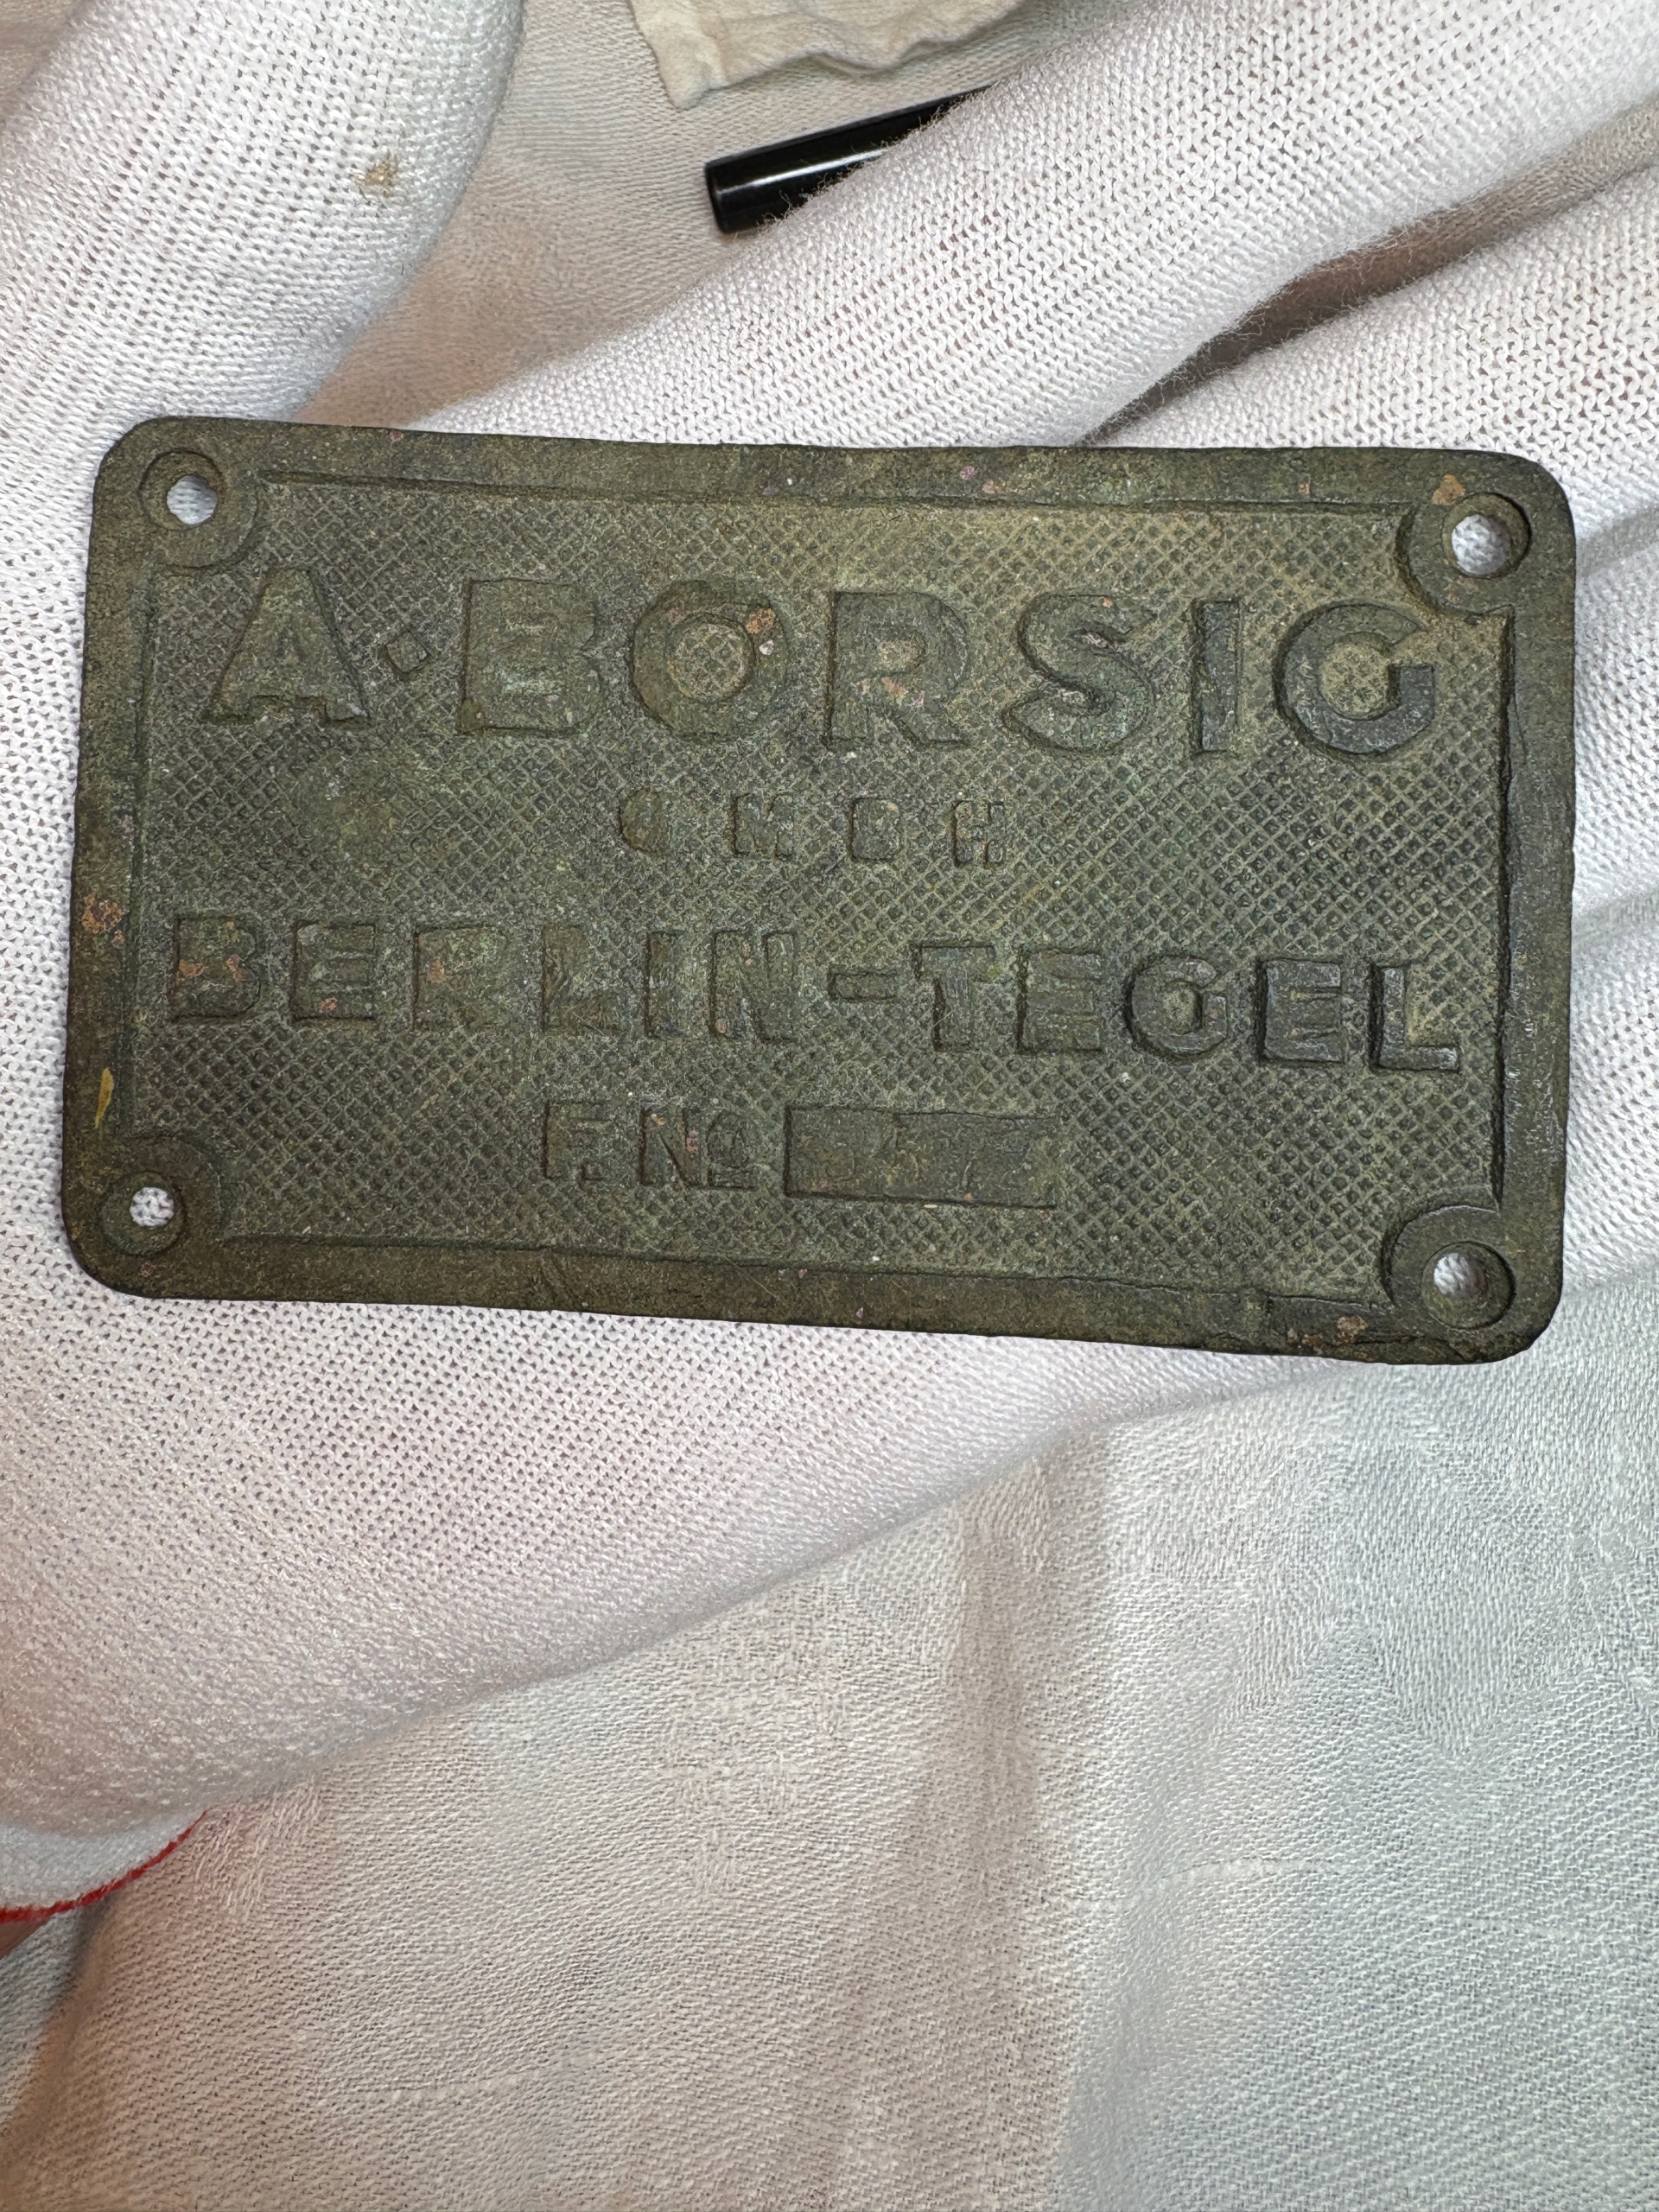 A·BORSIG
GMBH
BERLIN-TEGEL
F. No